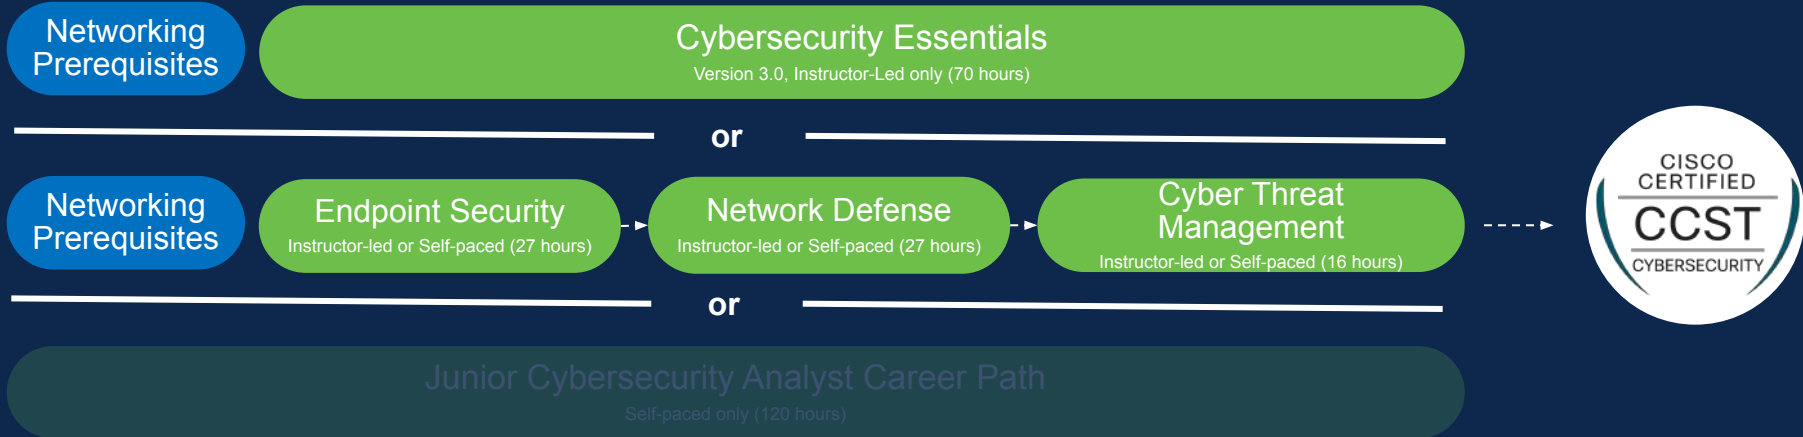 Networking
Prerequisites
Cybersecurity Essentials
Version 3.0, Instructor-Led only (70 hours)
or
Networking
Prerequisites
Endpoint Security
Instructor-led or Self-paced (27 hours)
Network Defense
Instructor-led or Self-paced (27 hours)
Cyber Threat
Management
Instructor-led or Self-paced (16 hours)
CISCO
CERTIFIED
CCST
CYBERSECURITY
or
Junior Cybersecurity Analyst Career Path
Self-paced only (120 hours)